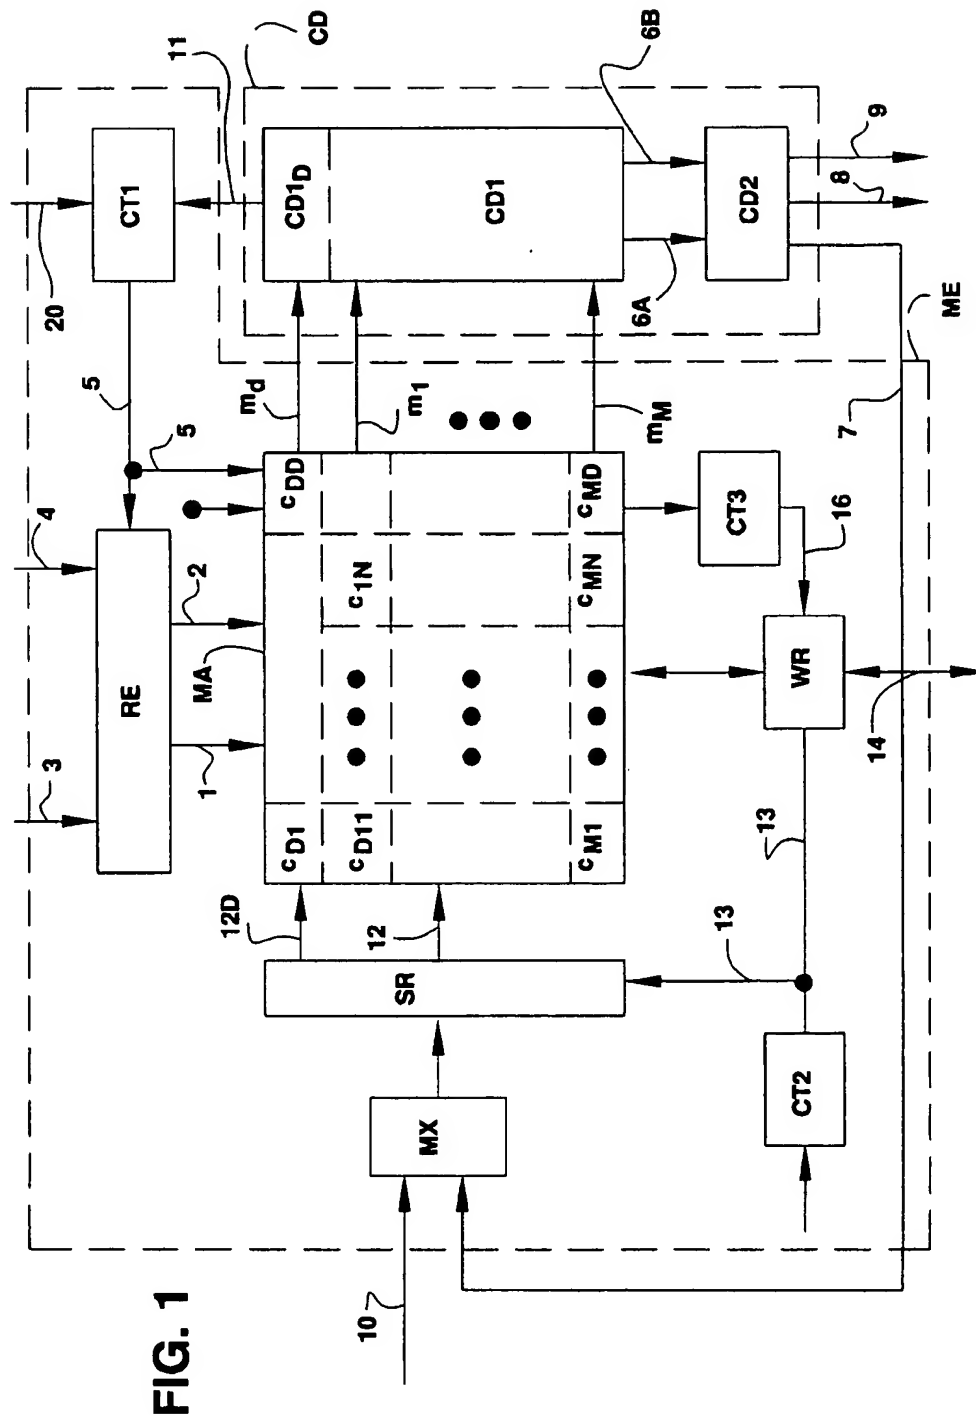 CD
11
6B
CT1
CD1D
CD1
CD2
9
8
20
6A
ME
5
md
m1
mM
7
5
4
cDD
cMD
CT3
16
2
c1N
cMN
RE
MA
WR
1
14
3
cD1
cD11
cM1
13
12D
12
13
SR
MX
CT2
10
FIG. 1